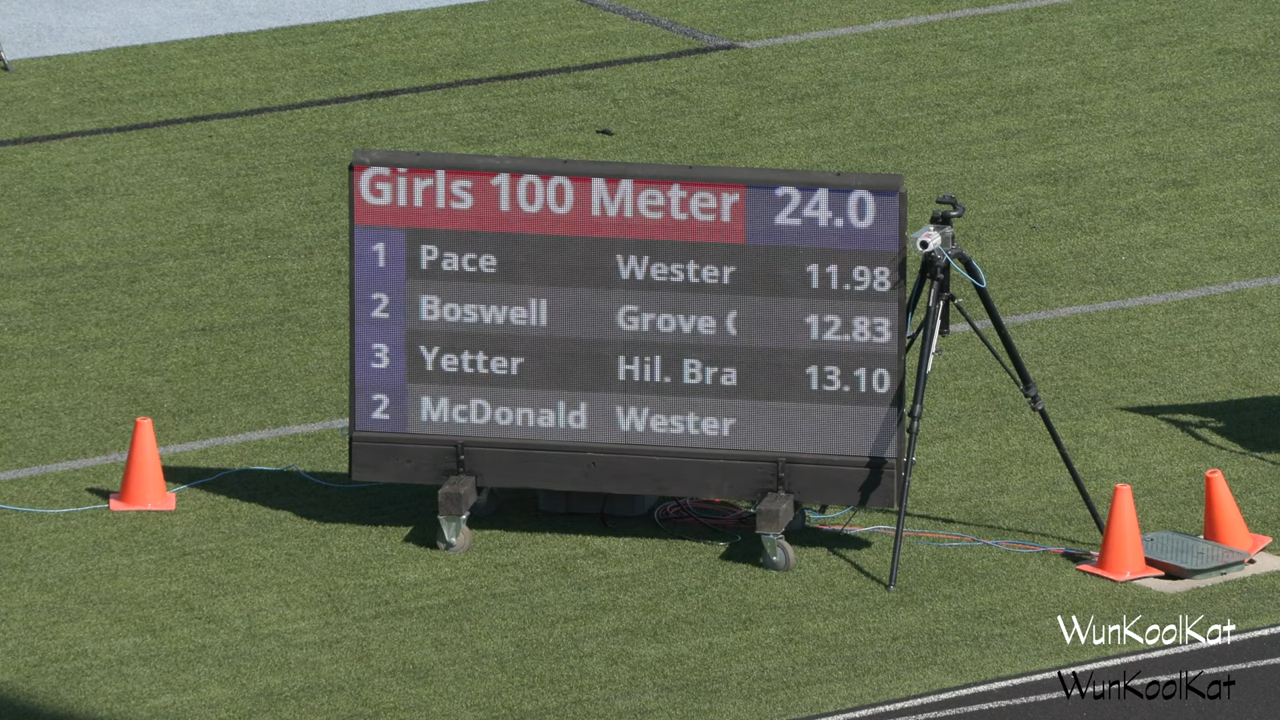 Girls 100 Meter 24.0
1 Pace Wester 11.98
2 Boswell Grove C 12.83
3 Yetter Hil. Bra 13.10
2 McDonald Wester
WunKoolKat
WunKoolKat